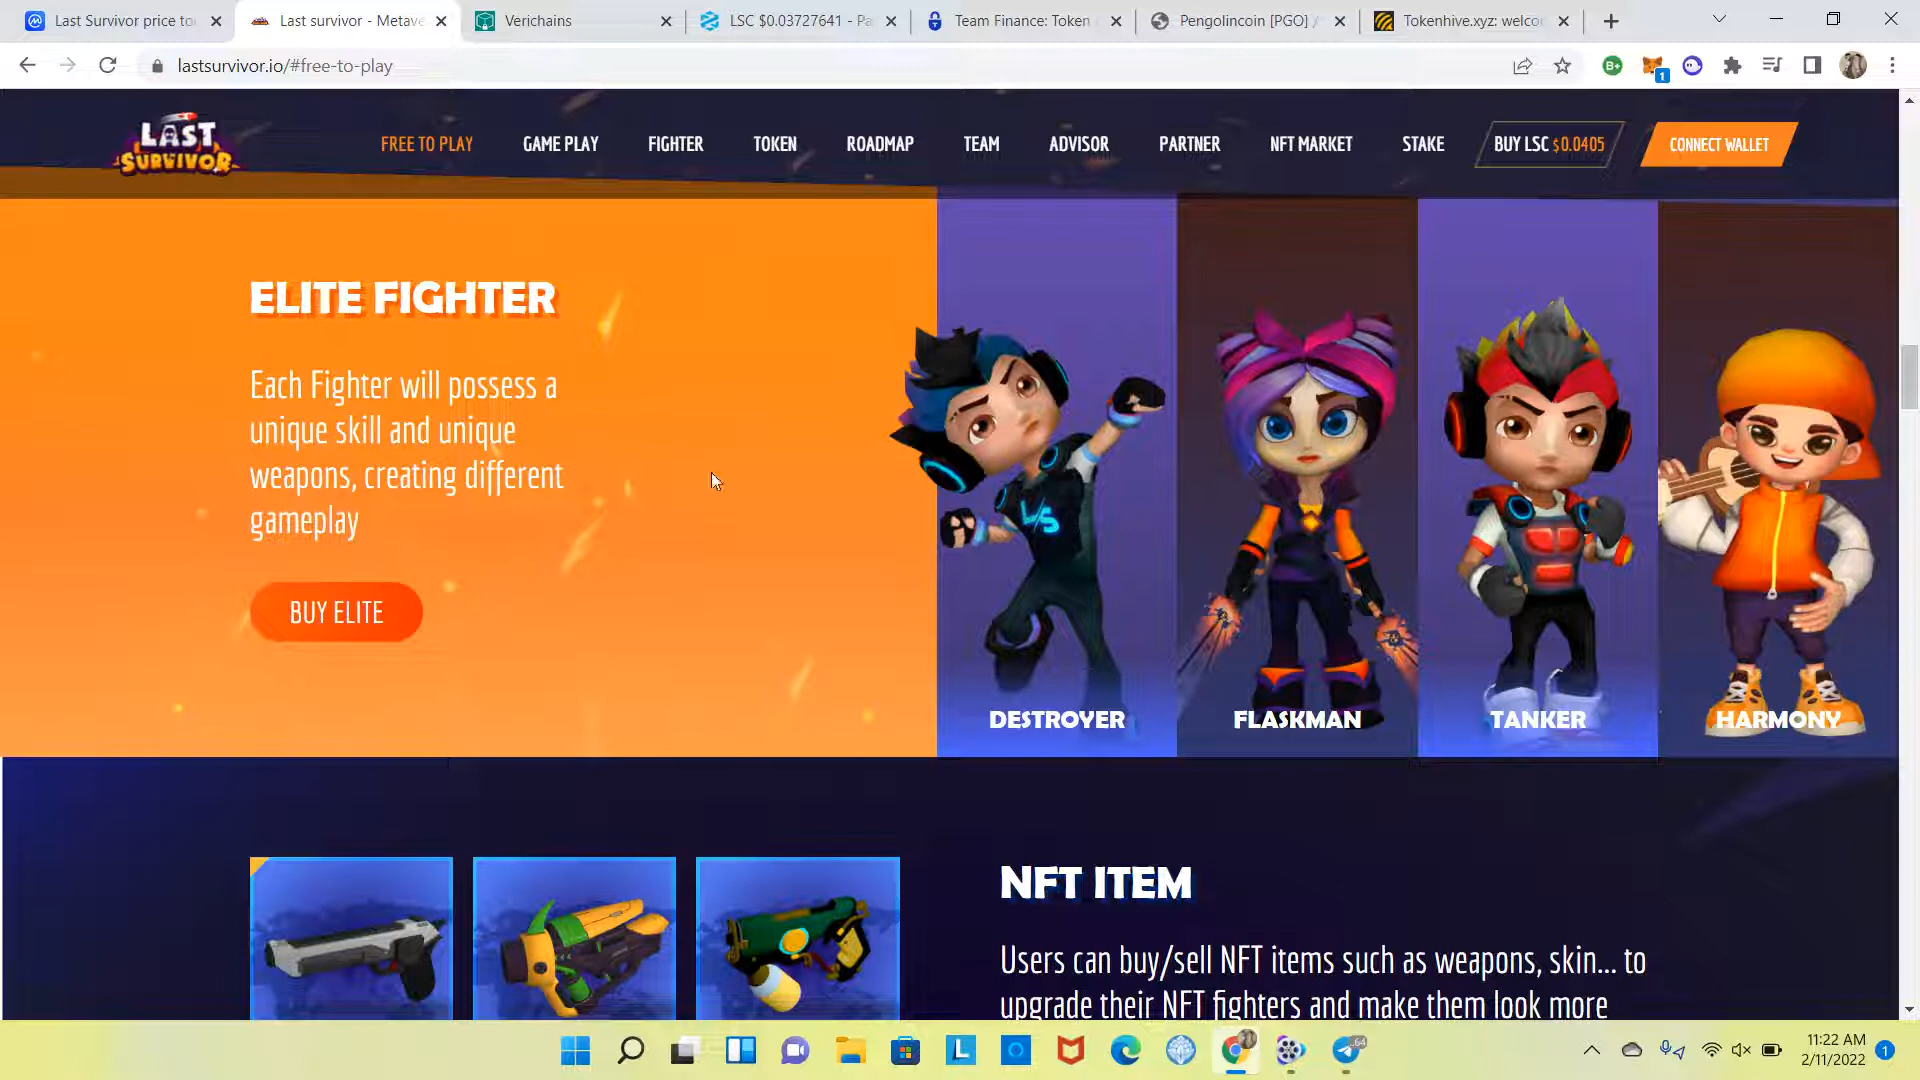 Last Survivor price to
Last survivor - Metave
Verichains
LSC $0.03727641 - Pa
Team Finance: Token
Pengolincoin [PGO] /
Tokenhive.xyz: welco
lastsurvivor.io/#free-to-play
B+
1
LAST
SURVIVOR
FREE TO PLAY
GAME PLAY
FIGHTER
TOKEN
ROADMAP
TEAM
ADVISOR
PARTNER
NFT MARKET
STAKE
BUY LSC $0.0405
CONNECT WALLET
ELITE FIGHTER
Each Fighter will possess a
unique skill and unique
weapons, creating different
gameplay
BUY ELITE
L/S
DESTROYER
FLASKMAN
TANKER
HARMONY
NFT ITEM
Users can buy/sell NFT items such as weapons, skin... to
upgrade their NFT fighters and make them look more
L
64
11:22 AM
2/11/2022
1